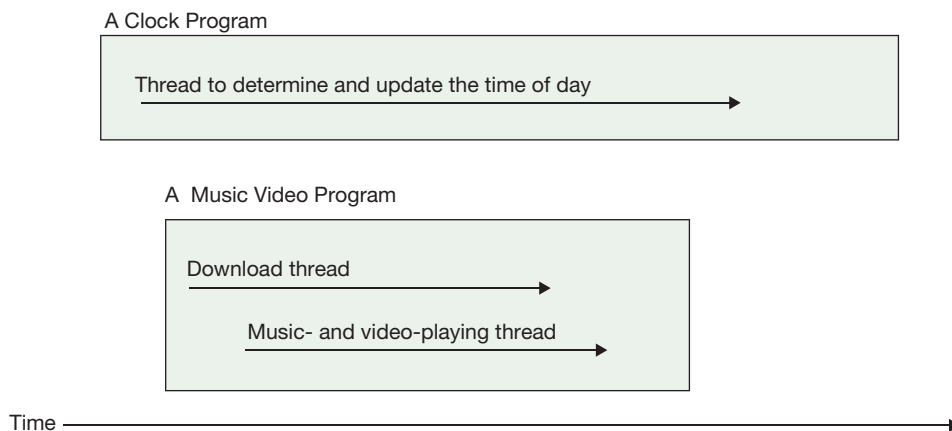 A Clock Program
Thread to determine and update the time of day
A Music Video Program
Download thread
Music- and video-playing thread
Time